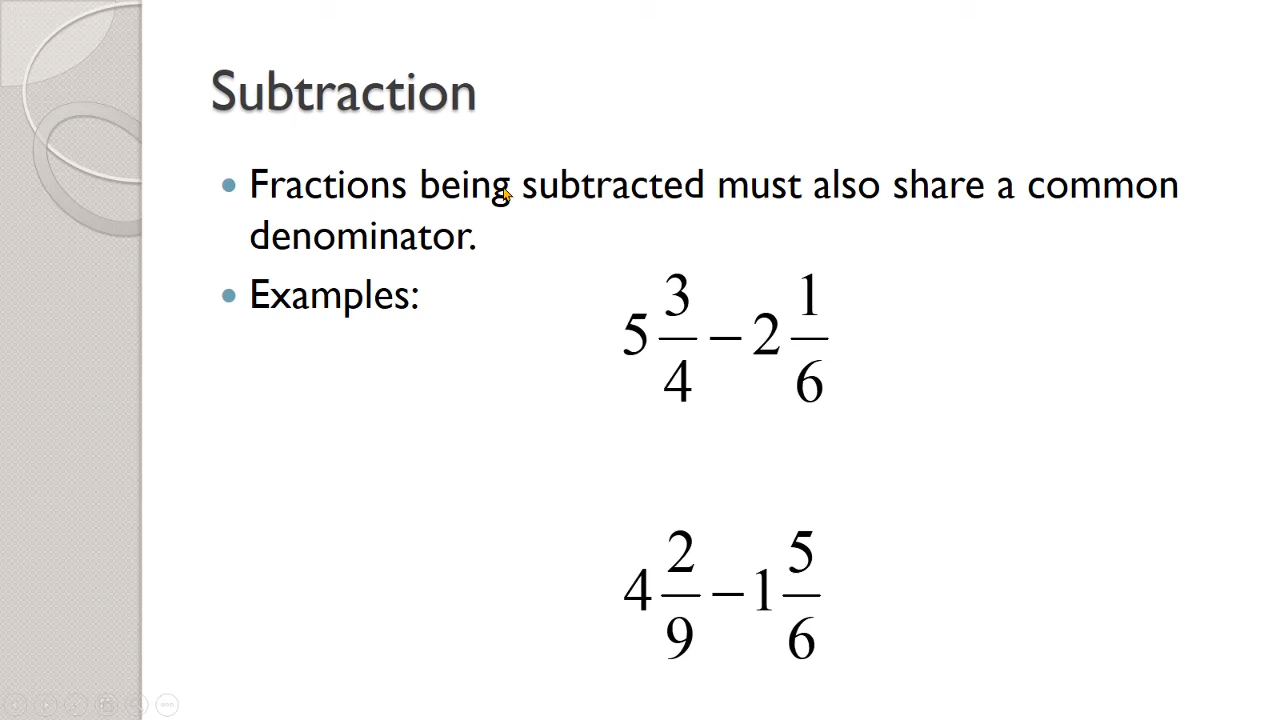 Subtraction
Fractions being subtracted must also share a common
denominator.
Examples:
5 3/4 – 2 1/6
4 2/9 – 1 5/6